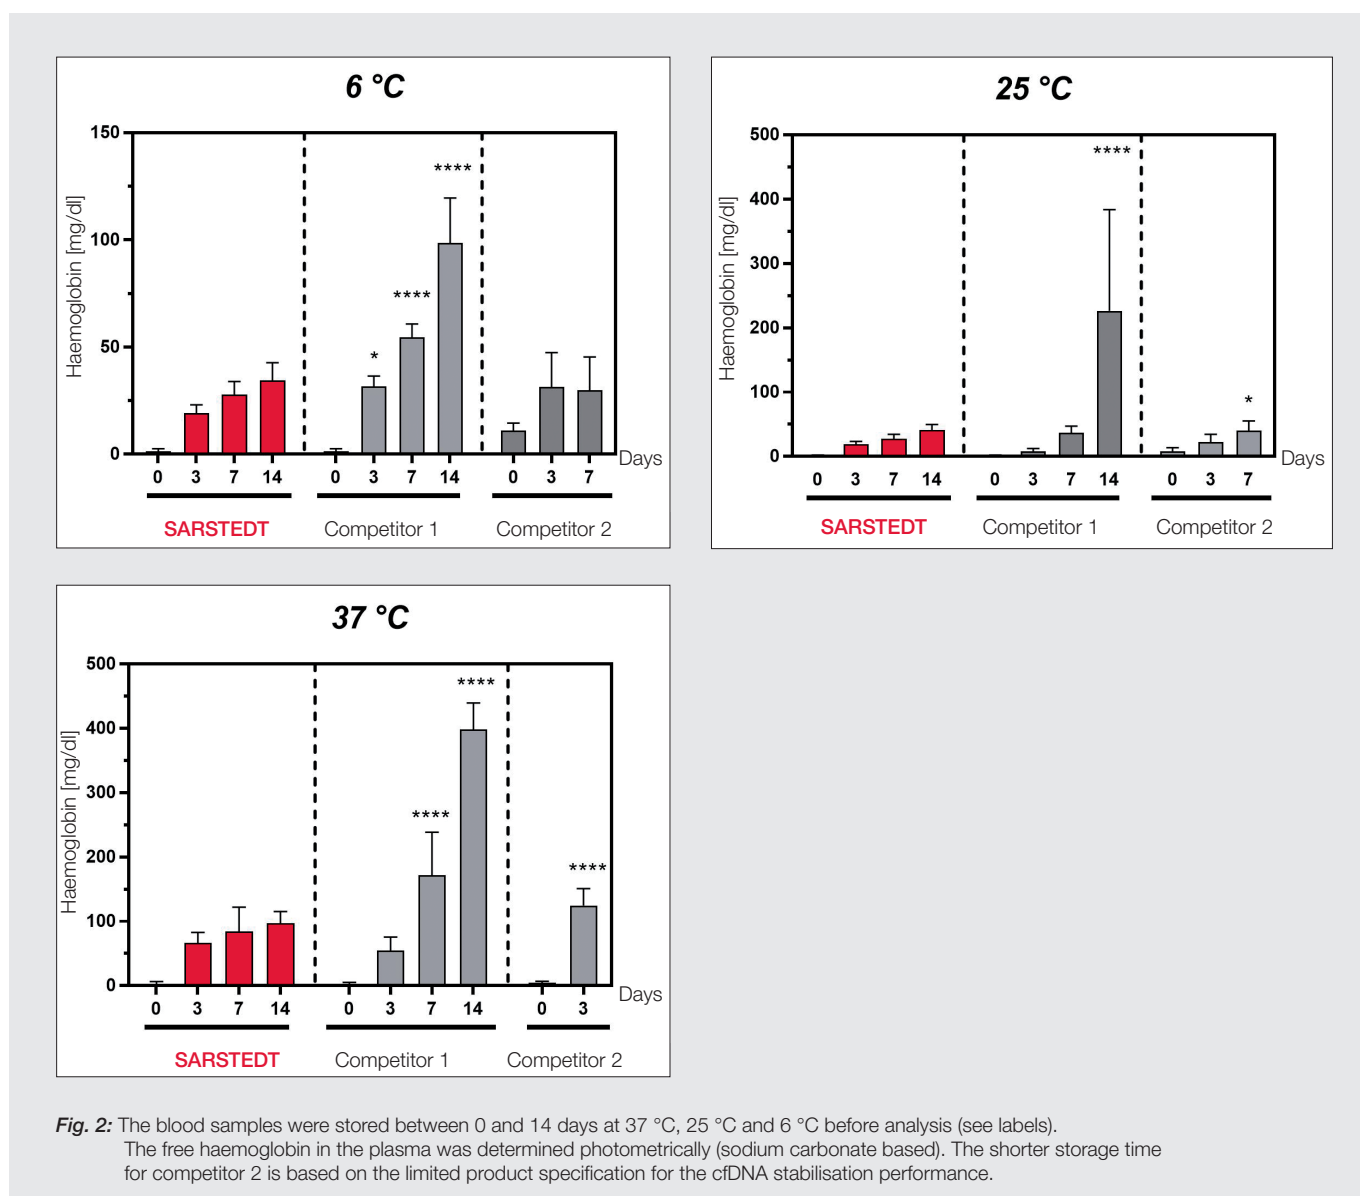 6 °C
Haemoglobin [mg/dl]
150
100
50
0
*
****
****
0 3 7 14 0 3 7 14 0 3 7 Days
SARSTEDT Competitor 1 Competitor 2
25 °C
Haemoglobin [mg/dl]
500
400
300
200
100
0
****
*
0 3 7 14 0 3 7 14 0 3 7 Days
SARSTEDT Competitor 1 Competitor 2
37 °C
Haemoglobin [mg/dl]
500
400
300
200
100
0
****
****
****
0 3 7 14 0 3 7 14 0 3 Days
SARSTEDT Competitor 1 Competitor 2
Fig. 2: The blood samples were stored between 0 and 14 days at 37 °C, 25 °C and 6 °C before analysis (see labels).
The free haemoglobin in the plasma was determined photometrically (sodium carbonate based). The shorter storage time
for competitor 2 is based on the limited product specification for the cfDNA stabilisation performance.